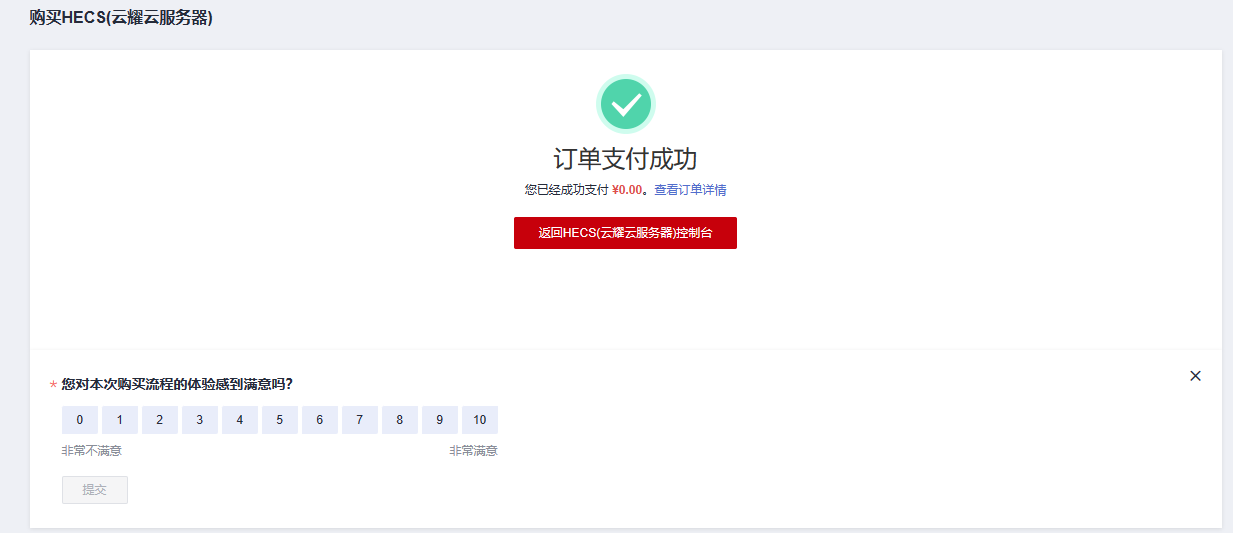 购买HECS(云耀云服务器)
订单支付成功
您已经成功支付 ¥0.00。查看订单详情
返回HECS(云耀云服务器)控制台
* 您对本次购买流程的体验感到满意吗?
0 1 2 3 4 5 6 7 8 9 10
非常不满意 非常满意
提交